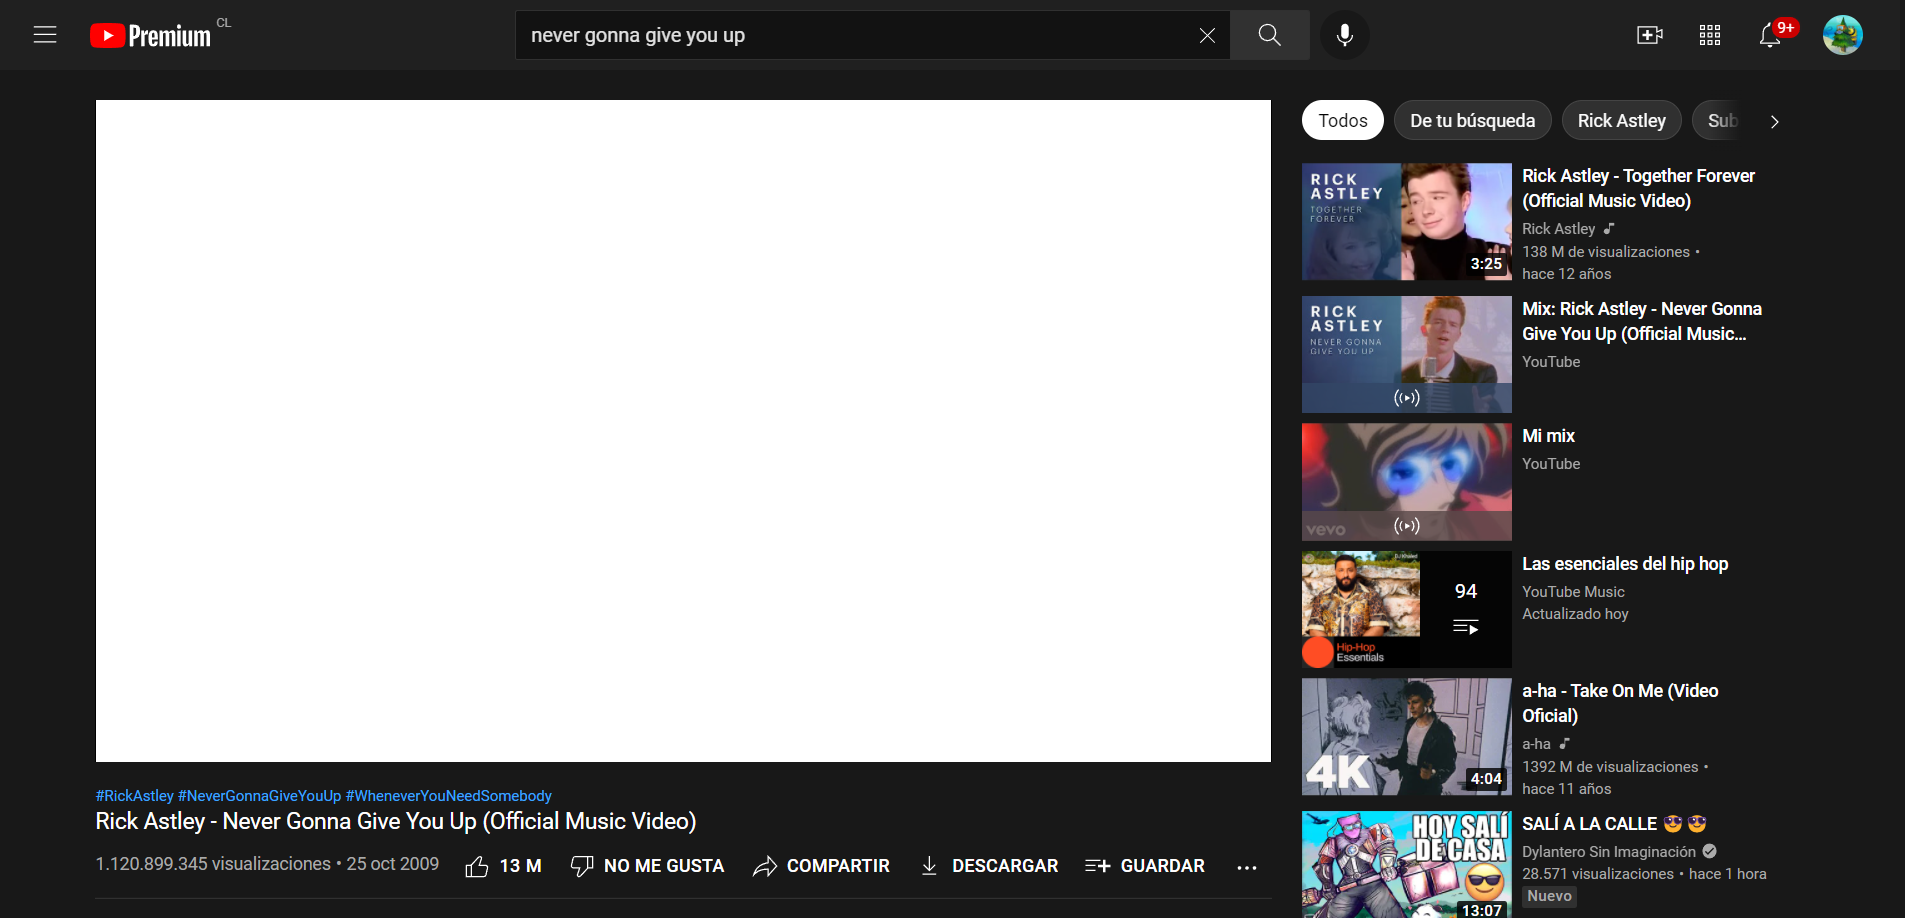 Premium CL
never gonna give you up
9+
Todos
De tu búsqueda
Rick Astley
Sub
RICK
ASTLEY
TOGETHER
FOREVER
3:25
Rick Astley - Together Forever
(Official Music Video)
Rick Astley
138 M de visualizaciones •
hace 12 años
RICK
ASTLEY
NEVER GONNA
GIVE YOU UP
Mix: Rick Astley - Never Gonna
Give You Up (Official Music...
YouTube
vevo
Mi mix
YouTube
DJ Khaled
Hip-Hop
Essentials
94
Las esenciales del hip hop
YouTube Music
Actualizado hoy
4K
4:04
a-ha - Take On Me (Video
Oficial)
a-ha
1392 M de visualizaciones •
hace 11 años
HOY SALÍ
DE CASA
13:07
SALÍ A LA CALLE 😎😎
Dylantero Sin Imaginación
28.571 visualizaciones • hace 1 hora
Nuevo
#RickAstley #NeverGonnaGiveYouUp #WheneverYouNeedSomebody
Rick Astley - Never Gonna Give You Up (Official Music Video)
1.120.899.345 visualizaciones • 25 oct 2009
13 M
NO ME GUSTA
COMPARTIR
DESCARGAR
GUARDAR